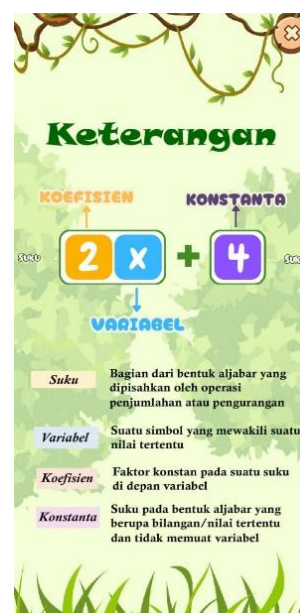 Keterangan
KOEFISIEN
KONSTANTA
SUKU
2 x + 4
VARIABEL
Suku
Bagian dari bentuk aljabar yang
dipisahkan oleh operasi
penjumlahan atau pengurangan
Variabel
Suatu simbol yang mewakili suatu
nilai tertentu
Koefisien
Faktor konstan pada suatu suku
di depan variabel
Konstanta
Suku pada bentuk aljabar yang
berupa bilangan/nilai tertentu
dan tidak memuat variabel